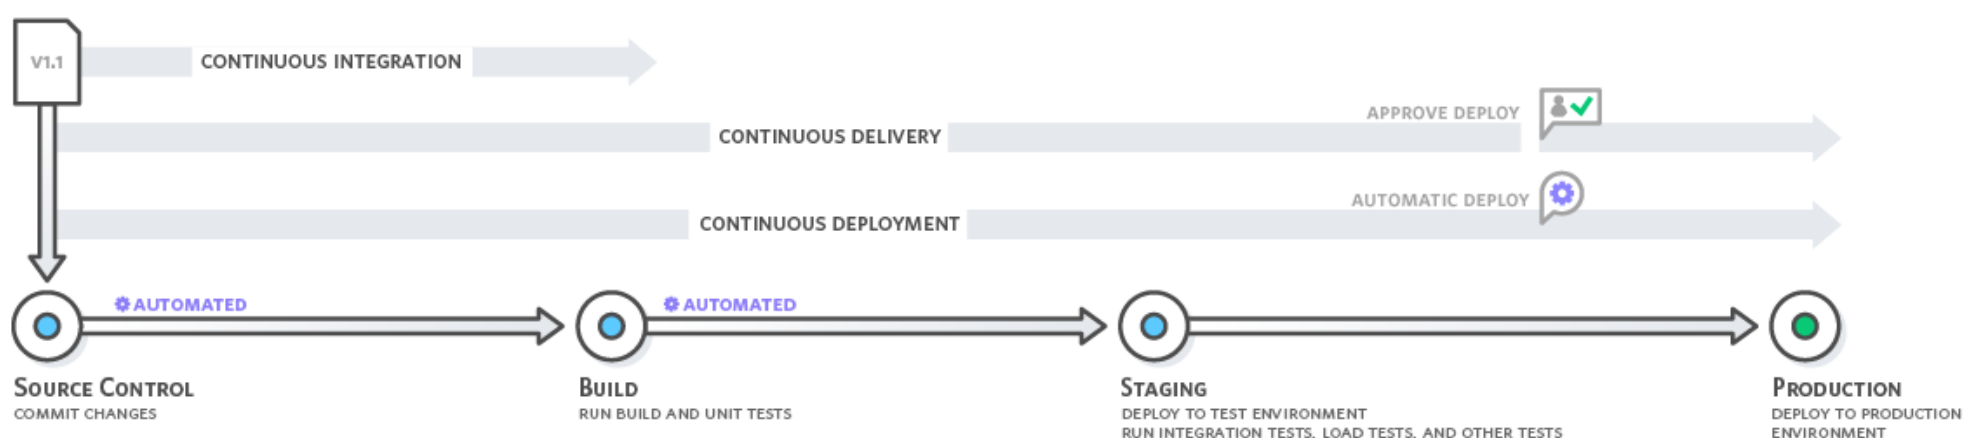 V1.1
CONTINUOUS INTEGRATION
APPROVE DEPLOY
CONTINUOUS DELIVERY
AUTOMATIC DEPLOY
CONTINUOUS DEPLOYMENT
AUTOMATED
AUTOMATED
SOURCE CONTROL
COMMIT CHANGES
BUILD
RUN BUILD AND UNIT TESTS
STAGING
DEPLOY TO TEST ENVIRONMENT
RUN INTEGRATION TESTS, LOAD TESTS, AND OTHER TESTS
PRODUCTION
DEPLOY TO PRODUCTION
ENVIRONMENT